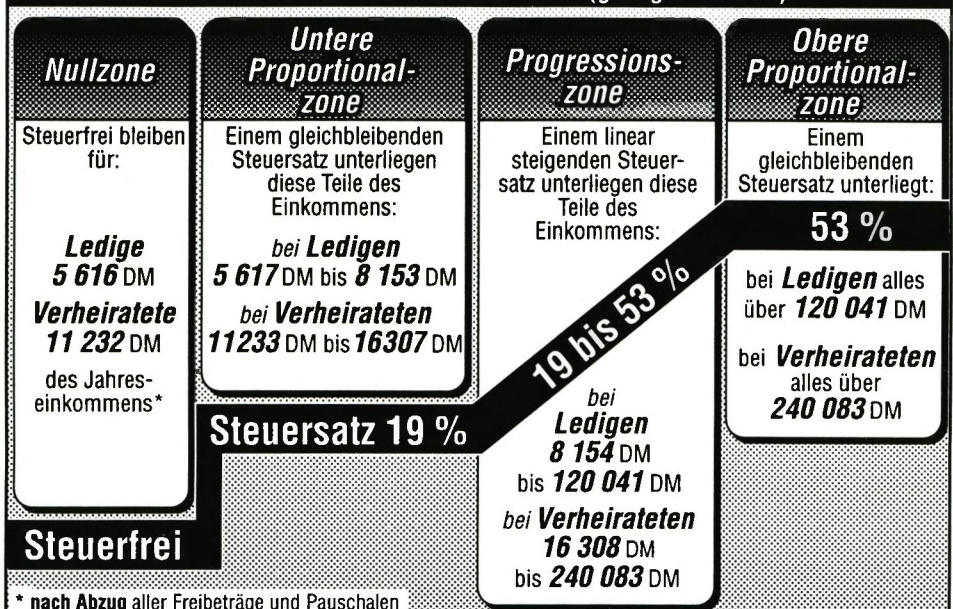 Nullzone
Steuerfrei bleiben
für:
Ledige
5 616 DM
Verheiratete
11 232 DM
des Jahres-
einkommens*
Untere
Proportional-
zone
Einem gleichbleibenden
Steuersatz unterliegen
diese Teile des
Einkommens:
bei Ledigen
5 617 DM bis 8 153 DM
bei Verheirateten
11233 DM bis 16307 DM
Progressions-
zone
Einem linear
steigenden Steuer-
satz unterliegen diese
Teile des
Einkommens:
bei
Ledigen
8 154 DM
bis 120 041 DM
bei Verheirateten
16 308 DM
bis 240 083 DM
Obere
Proportional-
zone
Einem
gleichbleibenden
Steuersatz unterliegt:
53 %
bei Ledigen alles
über 120 041 DM
bei Verheirateten
alles über
240 083 DM
Steuerfrei
Steuersatz 19 %
19 bis 53 %
* nach Abzug aller Freibeträge und Pauschalen